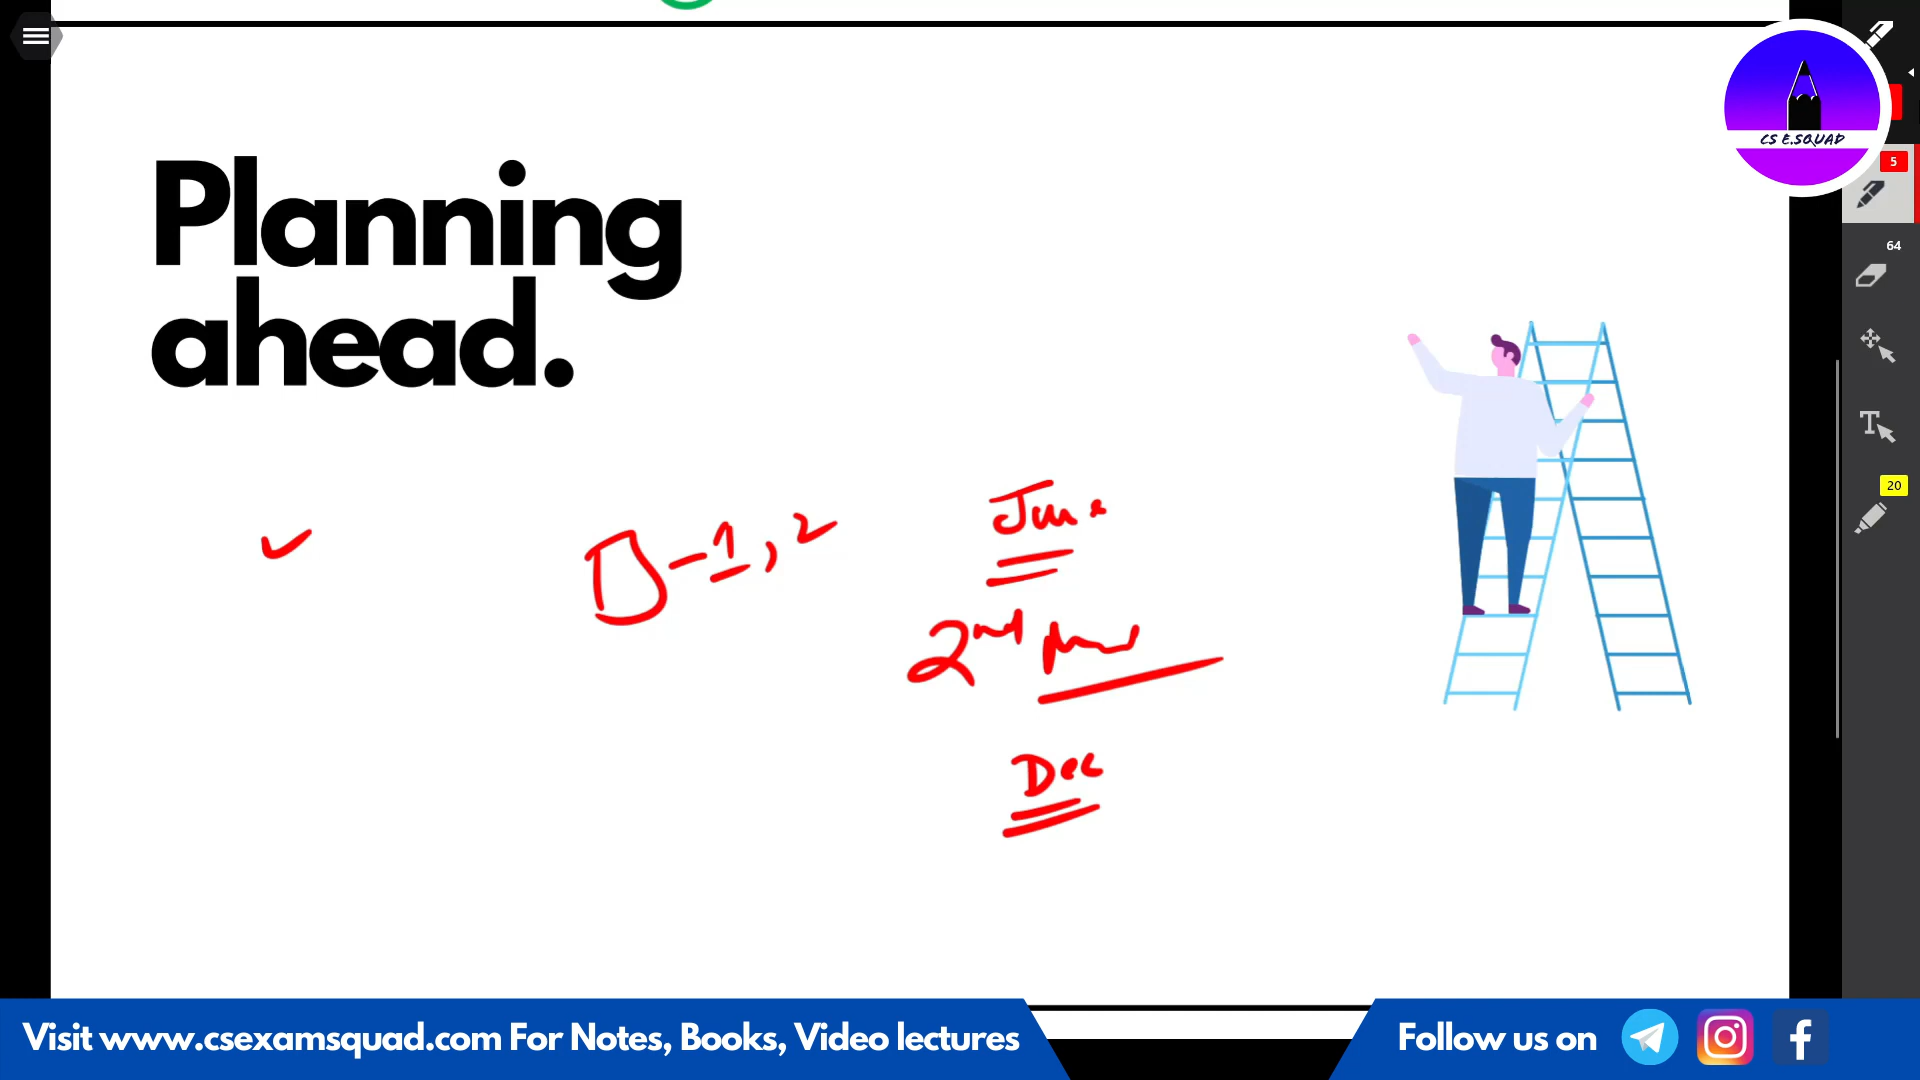 CS E.SQUAD
5
64
20
Planning
ahead.
D-1, 2
June
2nd
Dec
Visit www.csexamsquad.com For Notes, Books, Video lectures
Follow us on